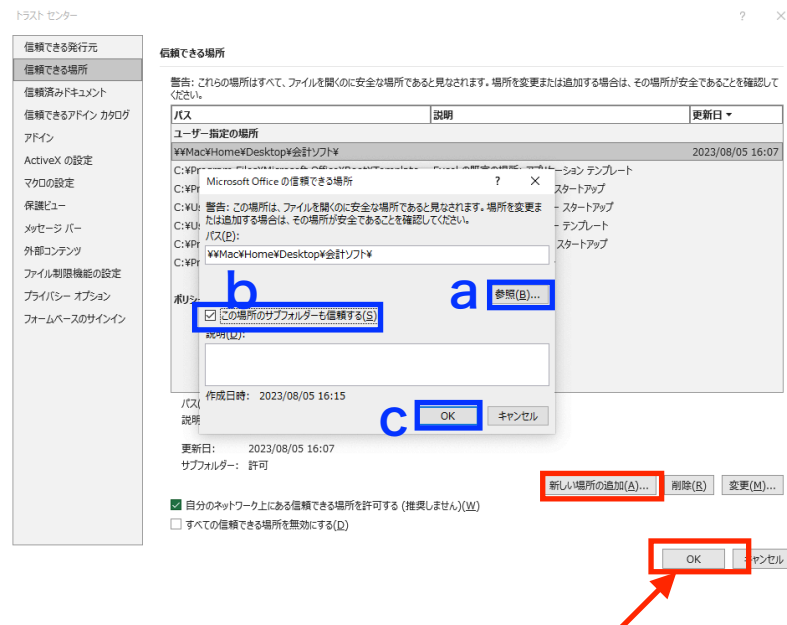 トラスト センター
信頼できる発行元
信頼できる場所
信頼済みドキュメント
信頼できるアドイン カタログ
アドイン
ActiveX の設定
マクロの設定
保護ビュー
メッセージ バー
外部コンテンツ
ファイル制限機能の設定
プライバシー オプション
フォームベースのサインイン
信頼できる場所
警告: これらの場所はすべて、ファイルを開くのに安全な場所であると見なされます。場所を変更または追加する場合は、その場所が安全であることを確認して
ください。
パス 説明 更新日
ユーザー指定の場所
¥¥Mac¥Home¥Desktop¥会計ソフト¥ 2023/08/05 16:07
テンプレート
スタートアップ
スタートアップ
テンプレート
スタートアップ
Microsoft Office の信頼できる場所
警告: この場所は、ファイルを開くのに安全な場所であると見なされます。場所を変更ま
たは追加する場合は、その場所が安全であることを確認してください。
パス(P):
¥¥Mac¥Home¥Desktop¥会計ソフト¥
a
参照(B)...
b
この場所のサブフォルダーも信頼する(S)
説明(D):
作成日時: 2023/08/05 16:15
c
OK
キャンセル
更新日: 2023/08/05 16:07
サブフォルダー: 許可
新しい場所の追加(A)...
削除(R)
変更(M)...
自分のネットワーク上にある信頼できる場所を許可する (推奨しません)(W)
すべての信頼できる場所を無効にする(D)
OK
キャンセル